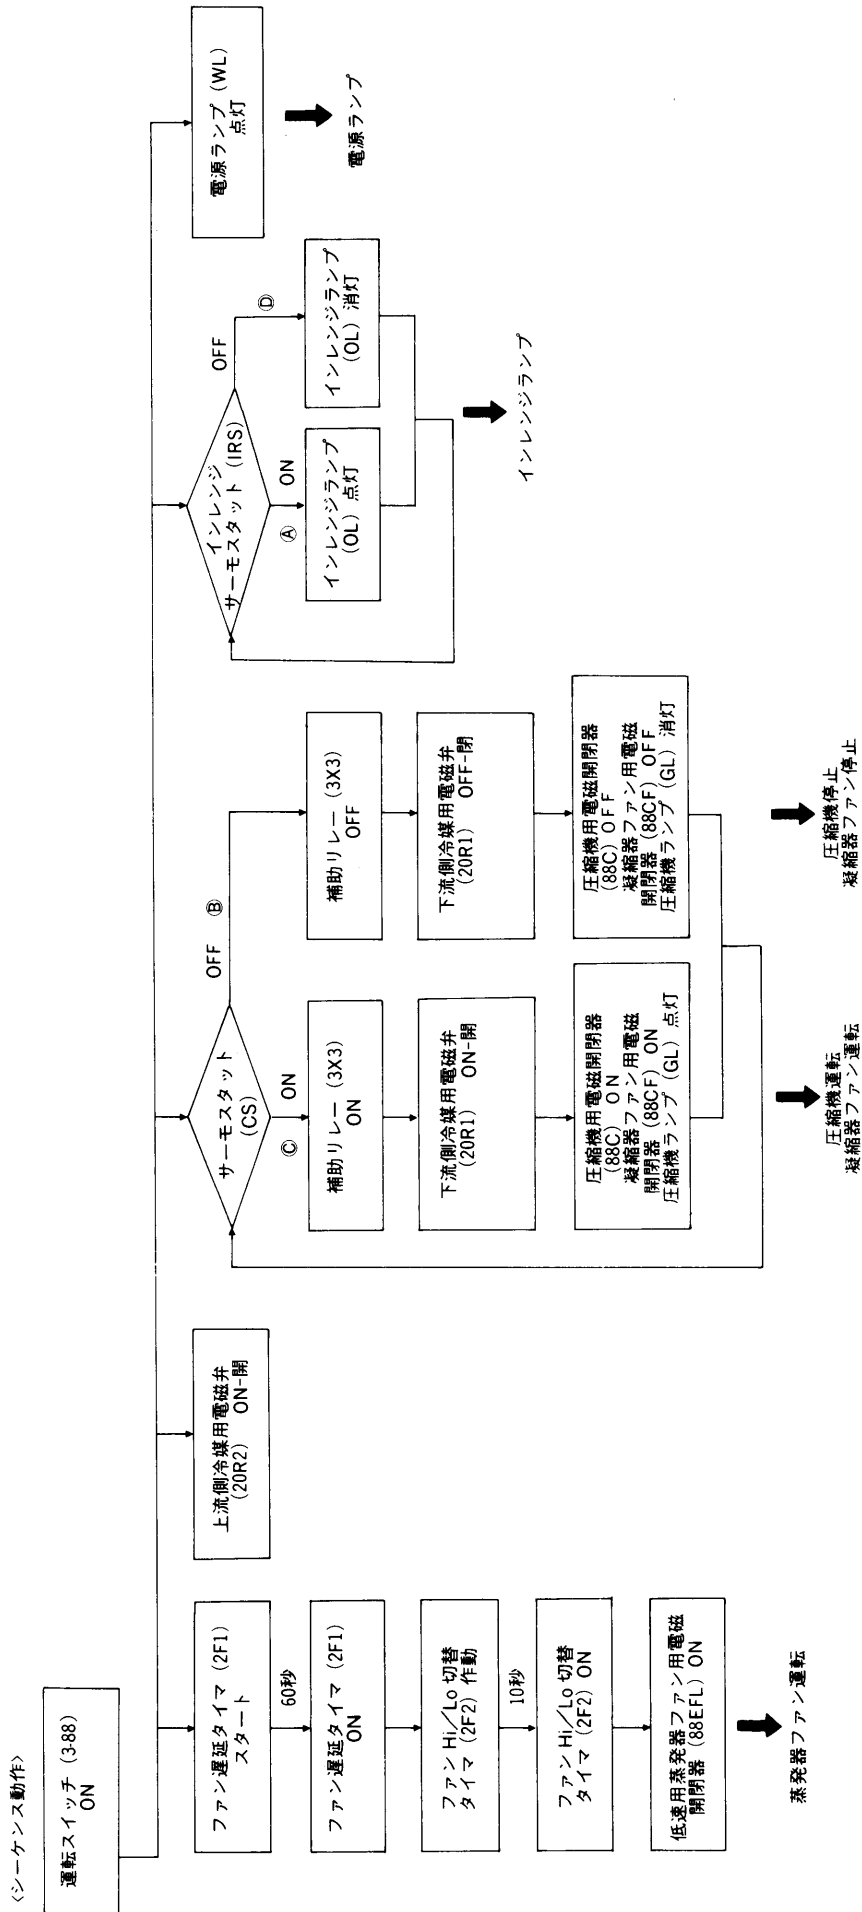 〈シーケンス動作〉
運転スイッチ (3-88)
ON
ファン遅延タイマ (2F1)
スタート
60秒
ファン遅延タイマ (2F1)
ON
ファン Hi/Lo 切替
タイマ (2F2) 作動
10秒
ファン Hi/Lo 切替
タイマ (2F2) ON
低速用蒸発器ファン用電磁
開閉器 (88EFL) ON
蒸発器ファン運転
上流側冷媒用電磁弁
(20R2) ON-開
サーモスタット
(CS)
ON
Ⓒ
OFF Ⓑ
補助リレー (3X3)
ON
下流側冷媒用電磁弁
(20R1) ON-開
圧縮機用電磁開閉器
(88C) ON
凝縮器ファン用電磁
開閉器 (88CF) ON
圧縮機ランプ (GL) 点灯
圧縮機運転
凝縮器ファン運転
補助リレー (3X3)
OFF
下流側冷媒用電磁弁
(20R1) OFF-閉
圧縮機用電磁開閉器
(88C) OFF
凝縮器ファン用電磁
開閉器 (88CF) OFF
圧縮機ランプ (GL) 消灯
圧縮機停止
凝縮器ファン停止
インレンジ
サーモスタット (IRS)
Ⓐ ON
OFF
Ⓓ
インレンジランプ
(OL) 点灯
インレンジランプ
(OL) 消灯
インレンジランプ
電源ランプ (WL)
点灯
電源ランプ